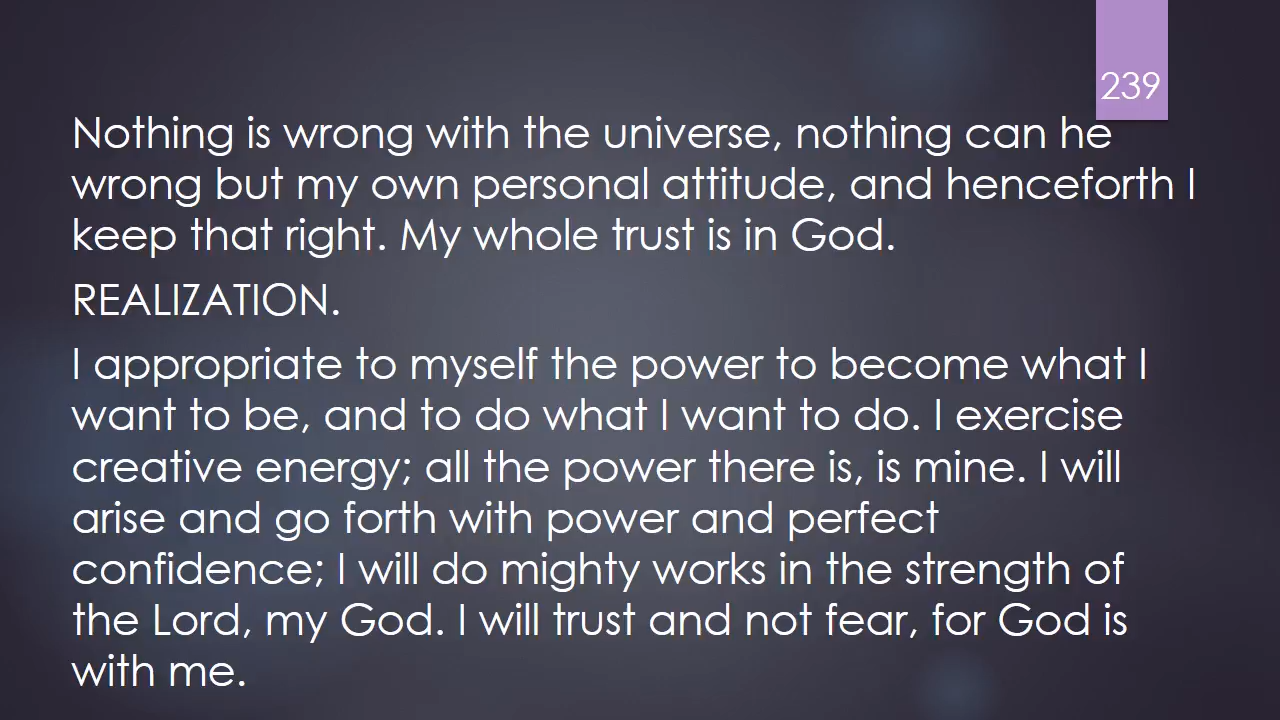 239
Nothing is wrong with the universe, nothing can he
wrong but my own personal attitude, and henceforth I
keep that right. My whole trust is in God.
REALIZATION.
I appropriate to myself the power to become what I
want to be, and to do what I want to do. I exercise
creative energy; all the power there is, is mine. I will
arise and go forth with power and perfect
confidence; I will do mighty works in the strength of
the Lord, my God. I will trust and not fear, for God is
with me.